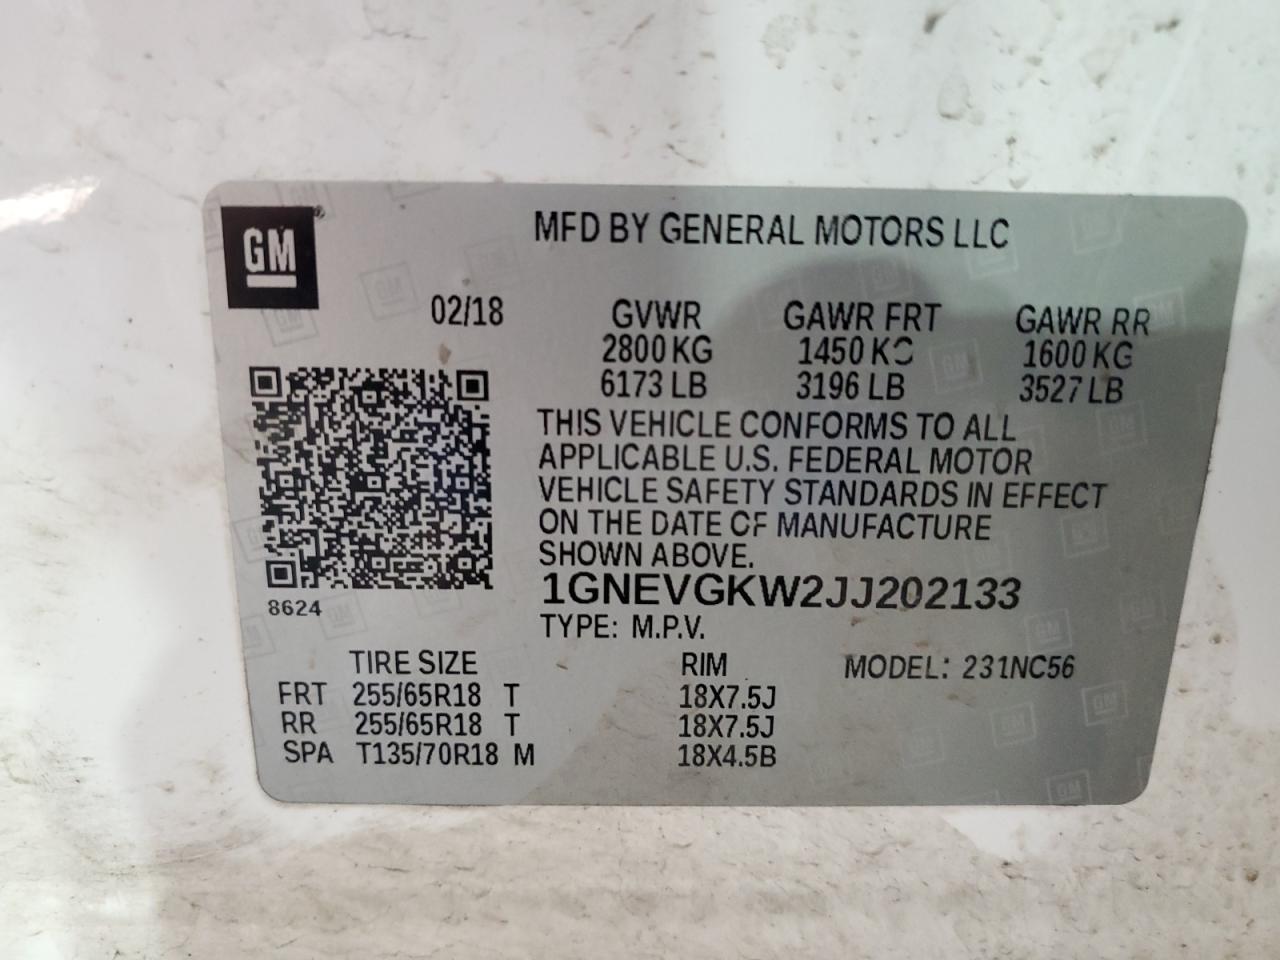 GM
MFD BY GENERAL MOTORS LLC
02/18 GVWR GAWR FRT GAWR RR
2800 KG 1450 KG 1600 KG
6173 LB 3196 LB 3527 LB
THIS VEHICLE CONFORMS TO ALL
APPLICABLE U.S. FEDERAL MOTOR
VEHICLE SAFETY STANDARDS IN EFFECT
ON THE DATE OF MANUFACTURE
SHOWN ABOVE.
1GNEVGKW2JJ202133
8624
TYPE: M.P.V.
TIRE SIZE RIM MODEL: 231NC56
FRT 255/65R18 T 18X7.5J
RR 255/65R18 T 18X7.5J
SPA T135/70R18 M 18X4.5B